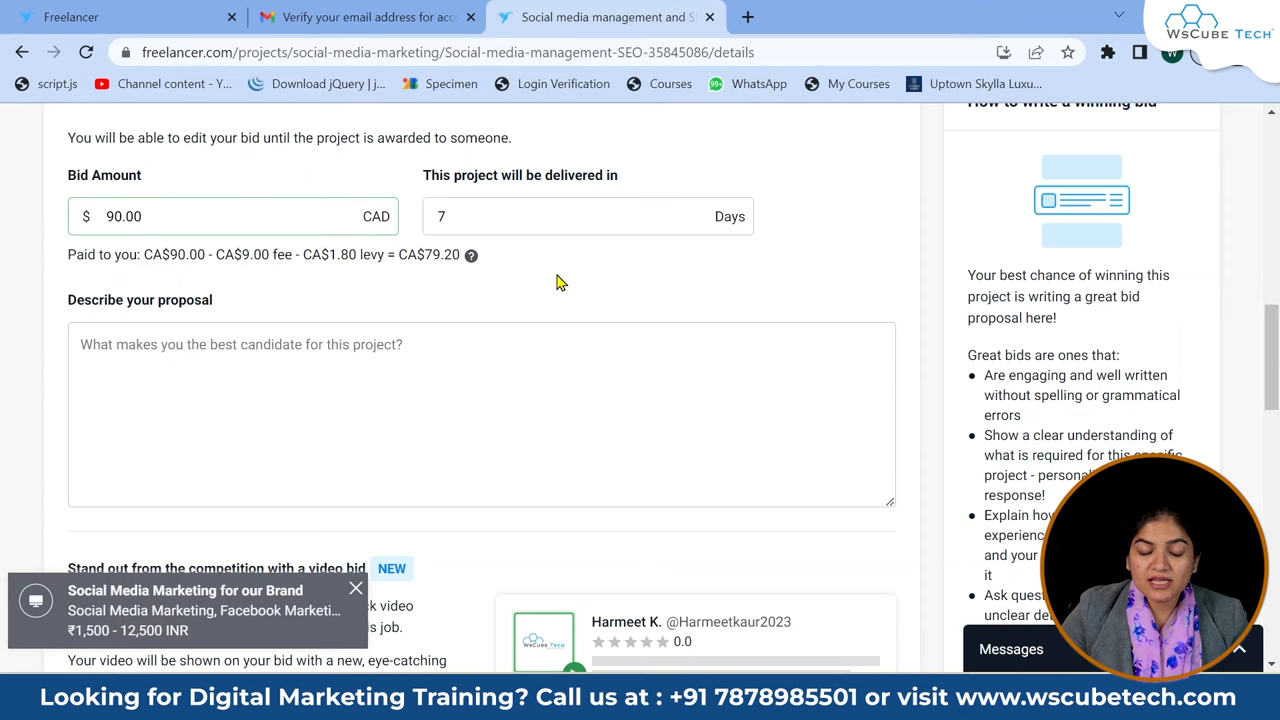 Freelancer
Verify your email address for acc
Social media management and S
WsCube Tech
freelancer.com/projects/social-media-marketing/Social-media-management-SEO-35845086/details
script.js
Channel content - Y...
Download jQuery | j...
Specimen
Login Verification
Courses
99+
WhatsApp
My Courses
Uptown Skylla Luxu...
You will be able to edit your bid until the project is awarded to someone.
Bid Amount
This project will be delivered in
$ 90.00 CAD
7 Days
Paid to you: CA$90.00 - CA$9.00 fee - CA$1.80 levy = CA$79.20
Describe your proposal
What makes you the best candidate for this project?
Stand out from the competition with a video bid NEW
Social Media Marketing for our Brand
Social Media Marketing, Facebook Marketi...
₹1,500 - 12,500 INR
video
job.
Your video will be shown on your bid with a new, eye-catching
WsCube Tech
Harmeet K. @Harmeetkaur2023
0.0
How to write a winning bid
Your best chance of winning this
project is writing a great bid
proposal here!
Great bids are ones that:
Are engaging and well written
without spelling or grammatical
errors
Show a clear understanding of
what is required for this specific
project -
response!
Explain
and your
it
Ask
unclear
Messages
Looking for Digital Marketing Training? Call us at : +91 7878985501 or visit www.wscubetech.com